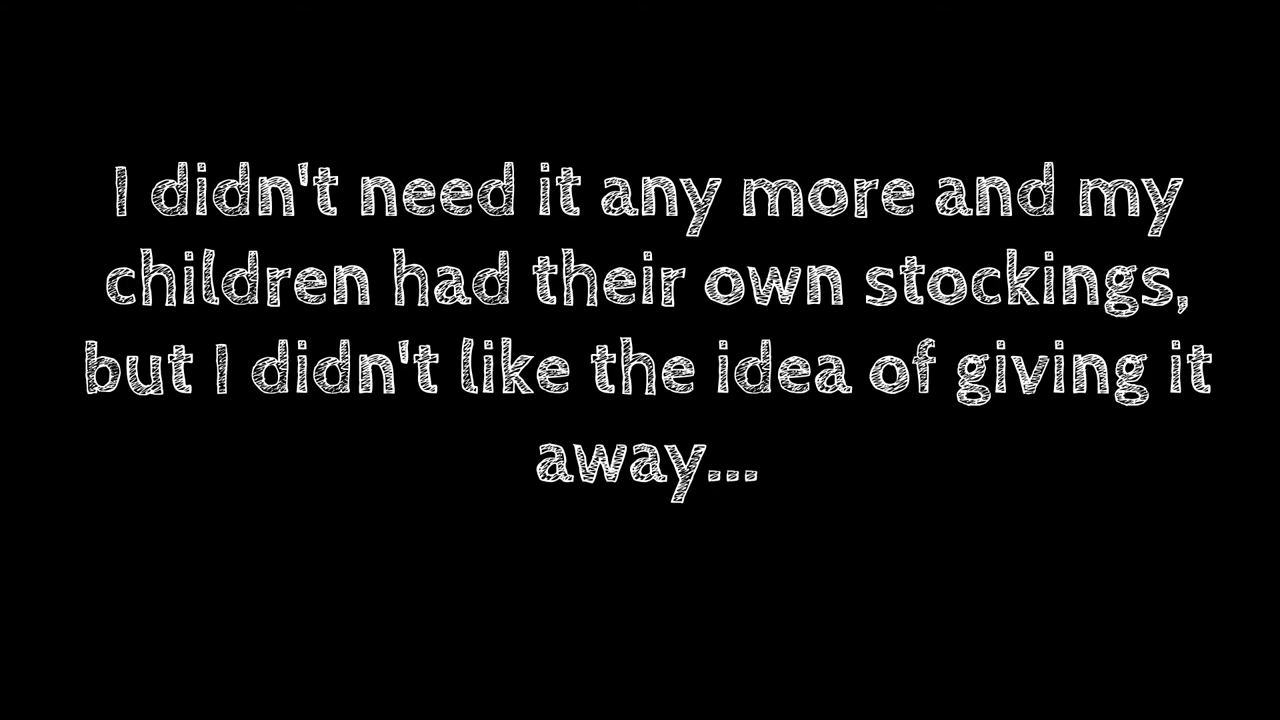 I didn't need it any more and my
children had their own stockings,
but I didn't like the idea of giving it
away...